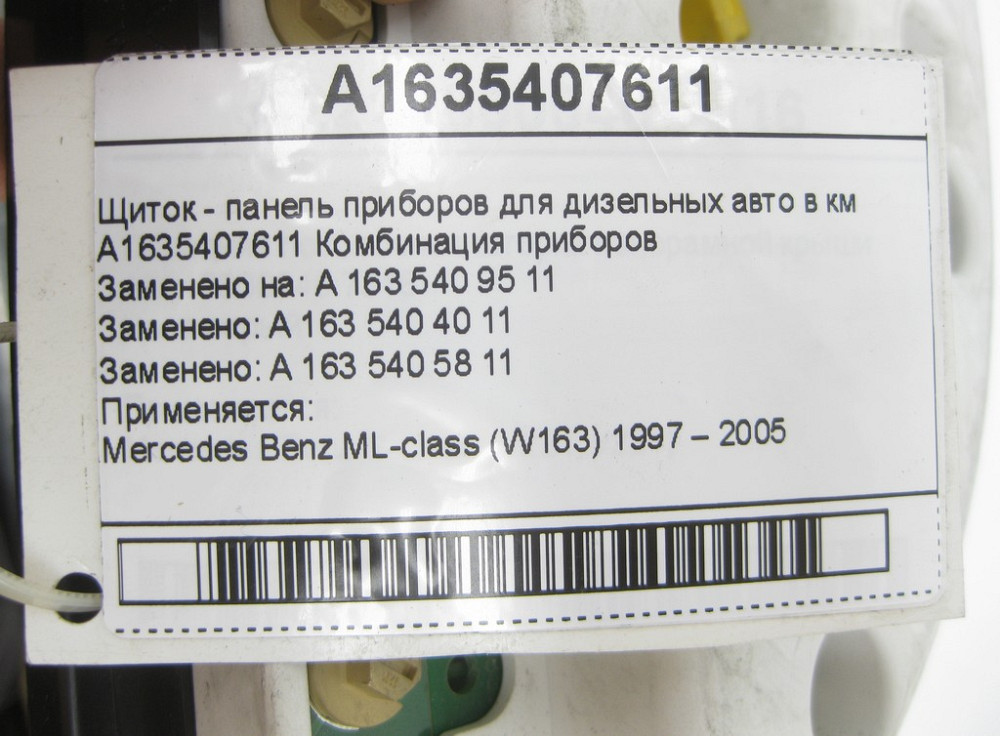 A1635407611
Щиток - панель приборов для дизельных авто в км
A1635407611 Комбинация приборов
Заменено на: A 163 540 95 11
Заменено: A 163 540 40 11
Заменено: A 163 540 58 11
Применяется:
Mercedes Benz ML-class (W163) 1997 – 2005